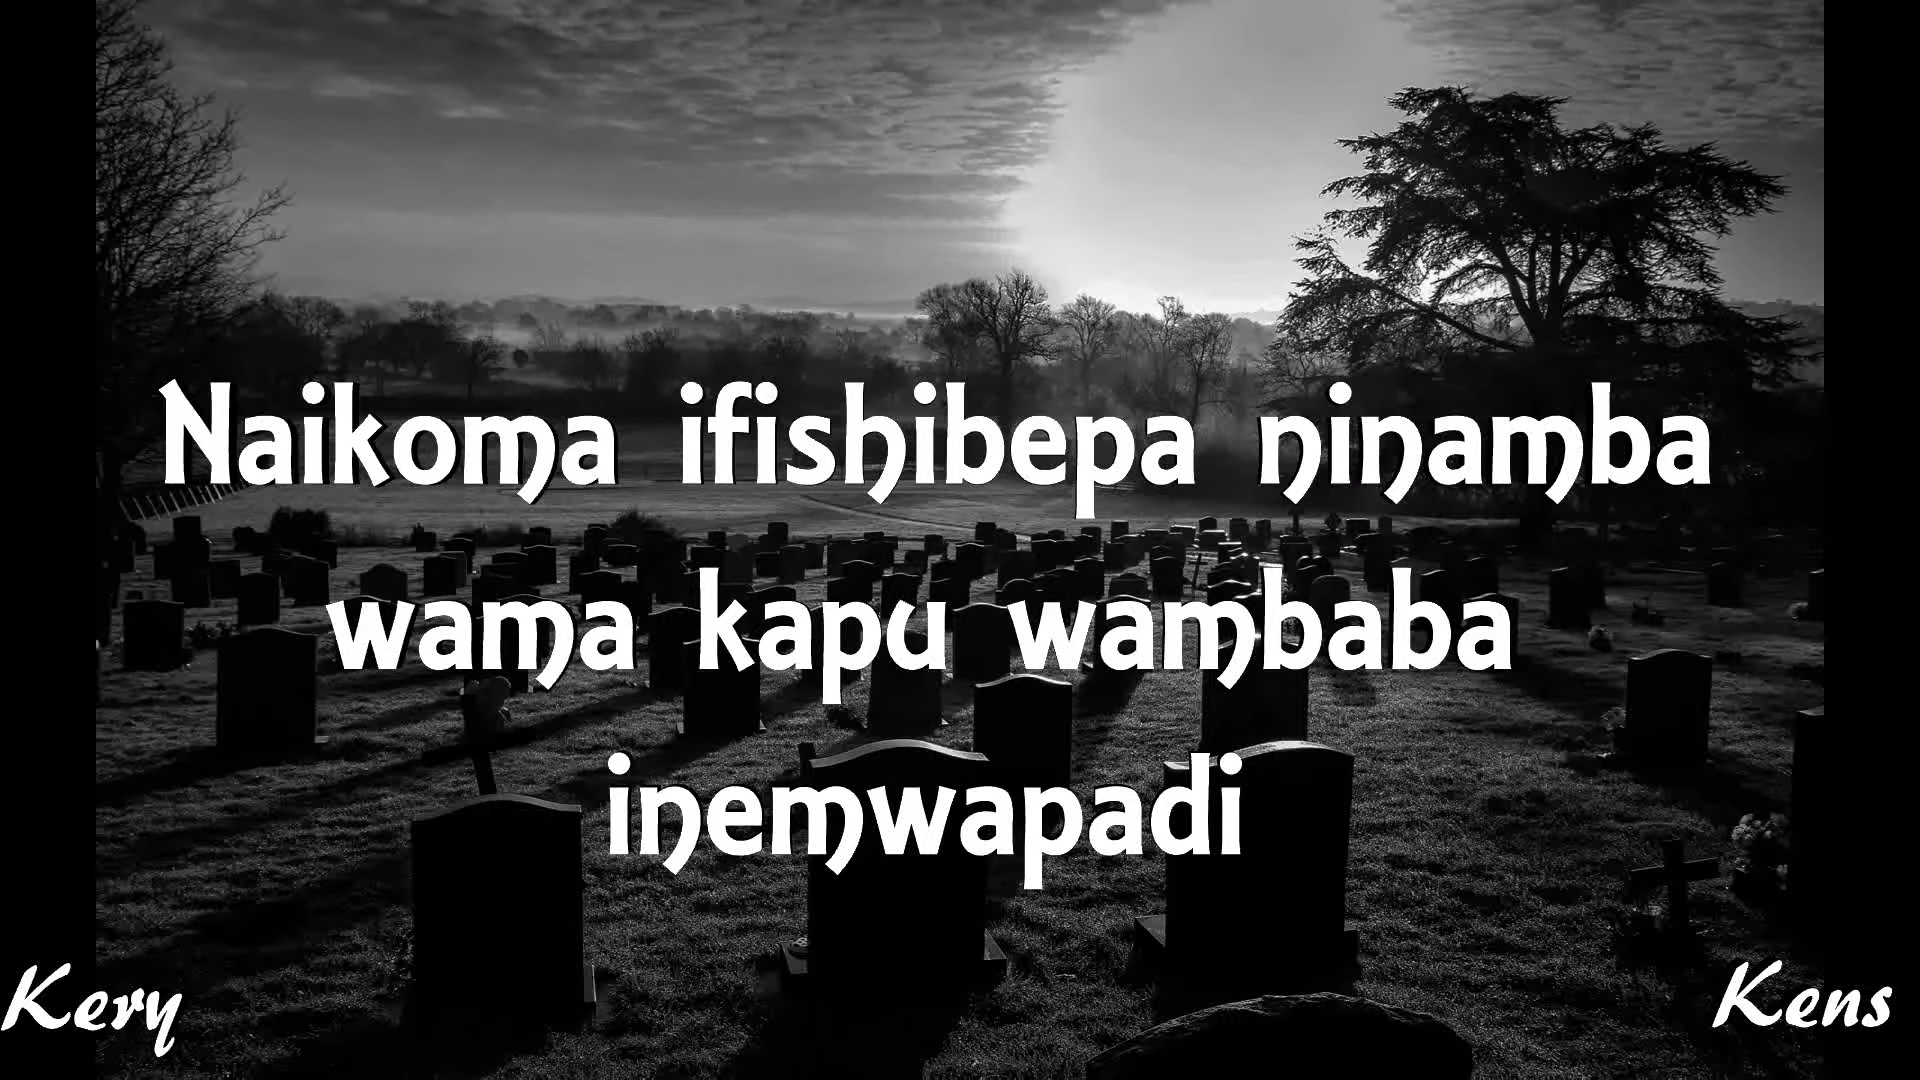 Naikoma ifishibepa ninamba
wama kapu wambaba
inemwapadi
Kery
Kens